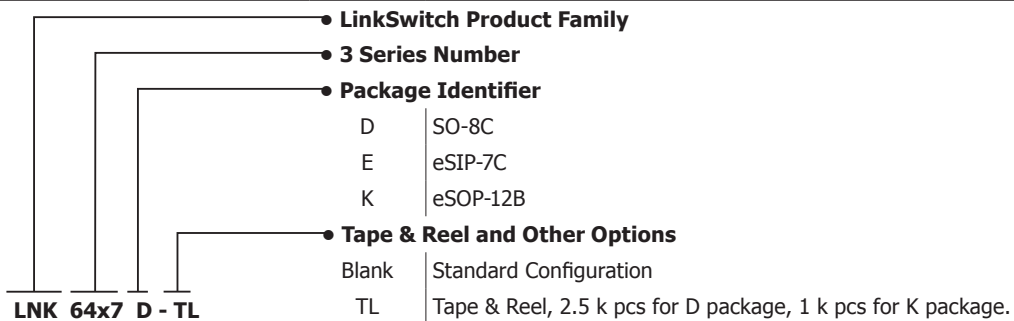 • LinkSwitch Product Family
• 3 Series Number
• Package Identifier
D SO-8C
E eSIP-7C
K eSOP-12B
• Tape & Reel and Other Options
Blank Standard Configuration
TL Tape & Reel, 2.5 k pcs for D package, 1 k pcs for K package.
LNK 64x7 D - TL